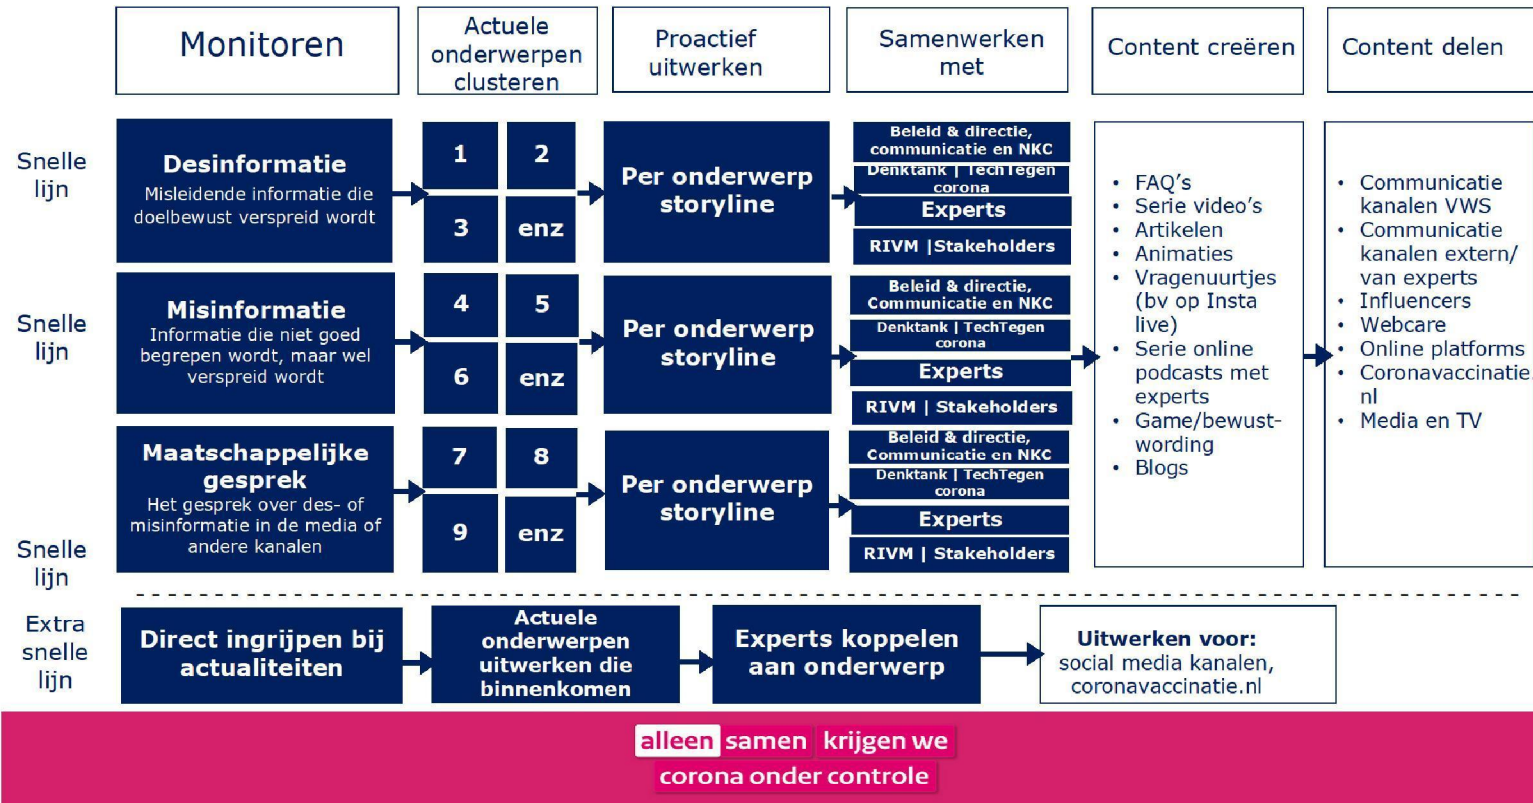 Monitoren
Actuele
onderwerpen
clusteren
Proactief
uitwerken
Samenwerken
met
Content creëren
Content delen
Snelle
lijn
Desinformatie
Misleidende informatie die
doelbewust verspreid wordt
1
2
3
enz
Per onderwerp
storyline
Beleid & directie,
communicatie en NKC
Denktank | TechTegen
corona
Experts
RIVM |Stakeholders
Snelle
lijn
Misinformatie
Informatie die niet goed
begrepen wordt, maar wel
verspreid wordt
4
5
6
enz
Per onderwerp
storyline
Beleid & directie,
Communicatie en NKC
Denktank | TechTegen
corona
Experts
RIVM | Stakeholders
Snelle
lijn
Maatschappelijke
gesprek
Het gesprek over des- of
misinformatie in de media of
andere kanalen
7
8
9
enz
Per onderwerp
storyline
Beleid & directie,
Communicatie en NKC
Denktank | TechTegen
corona
Experts
RIVM | Stakeholders
• FAQ's
• Serie video's
• Artikelen
• Animaties
• Vragenuurtjes
(bv op Insta
live)
• Serie online
podcasts met
experts
• Game/bewust-
wording
• Blogs
• Communicatie
kanalen VWS
• Communicatie
kanalen extern/
van experts
• Influencers
• Webcare
• Online platforms
• Coronavaccinatie.
nl
• Media en TV
Extra
snelle
lijn
Direct ingrijpen bij
actualiteiten
Actuele
onderwerpen
uitwerken die
binnenkomen
Experts koppelen
aan onderwerp
Uitwerken voor:
social media kanalen,
coronavaccinatie.nl
alleen samen krijgen we
corona onder controle